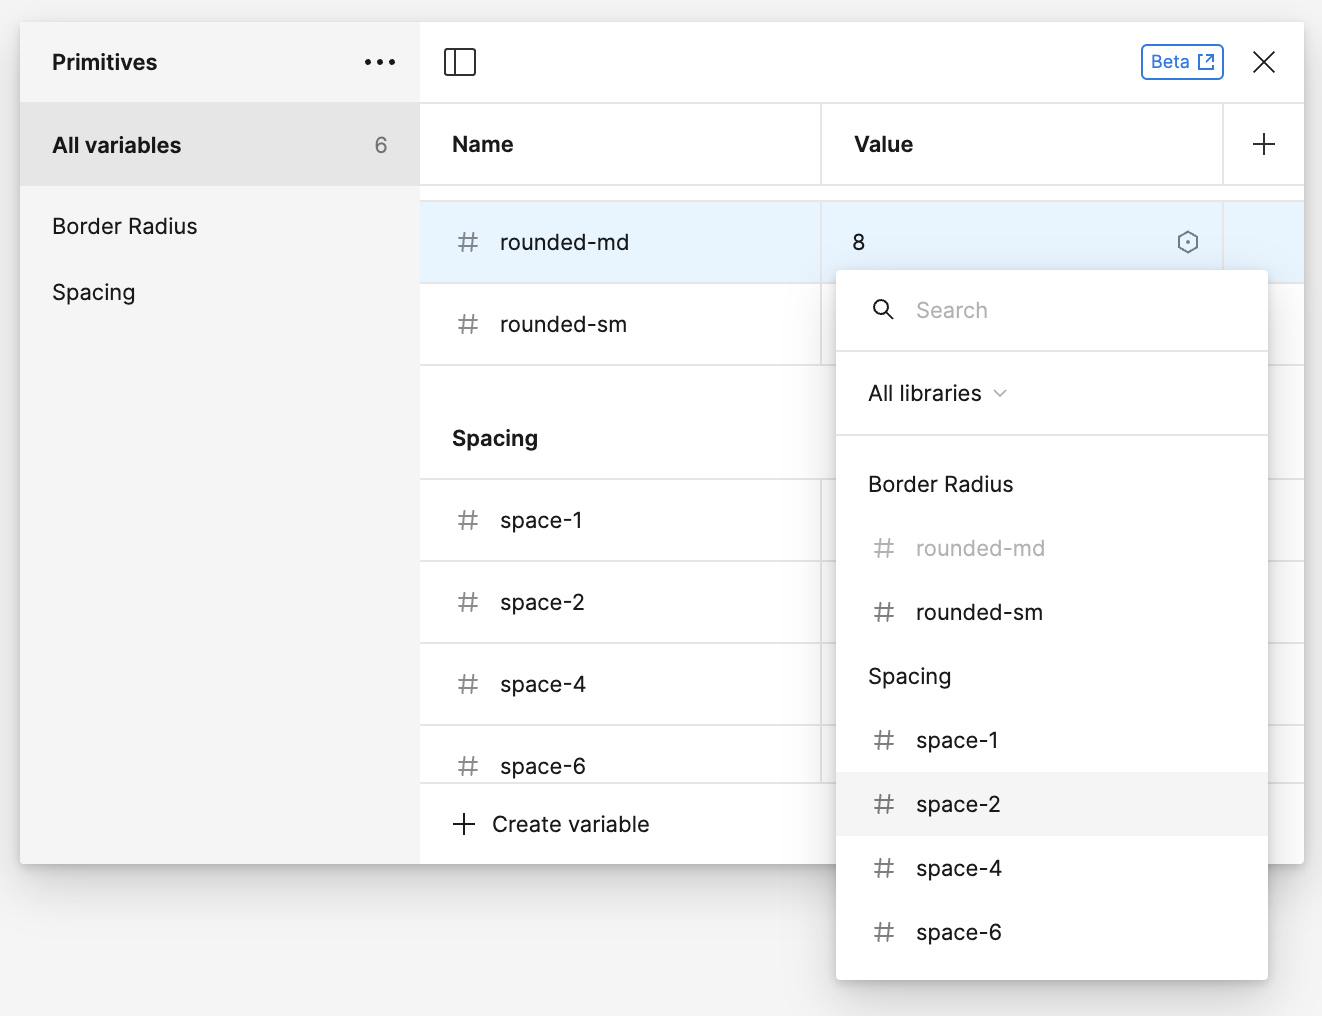 Primitives
Beta
All variables 6
Name
Value
Border Radius
Spacing
rounded-md
8
rounded-sm
Spacing
space-1
space-2
space-4
space-6
Create variable
Search
All libraries
Border Radius
rounded-md
rounded-sm
Spacing
space-1
space-2
space-4
space-6